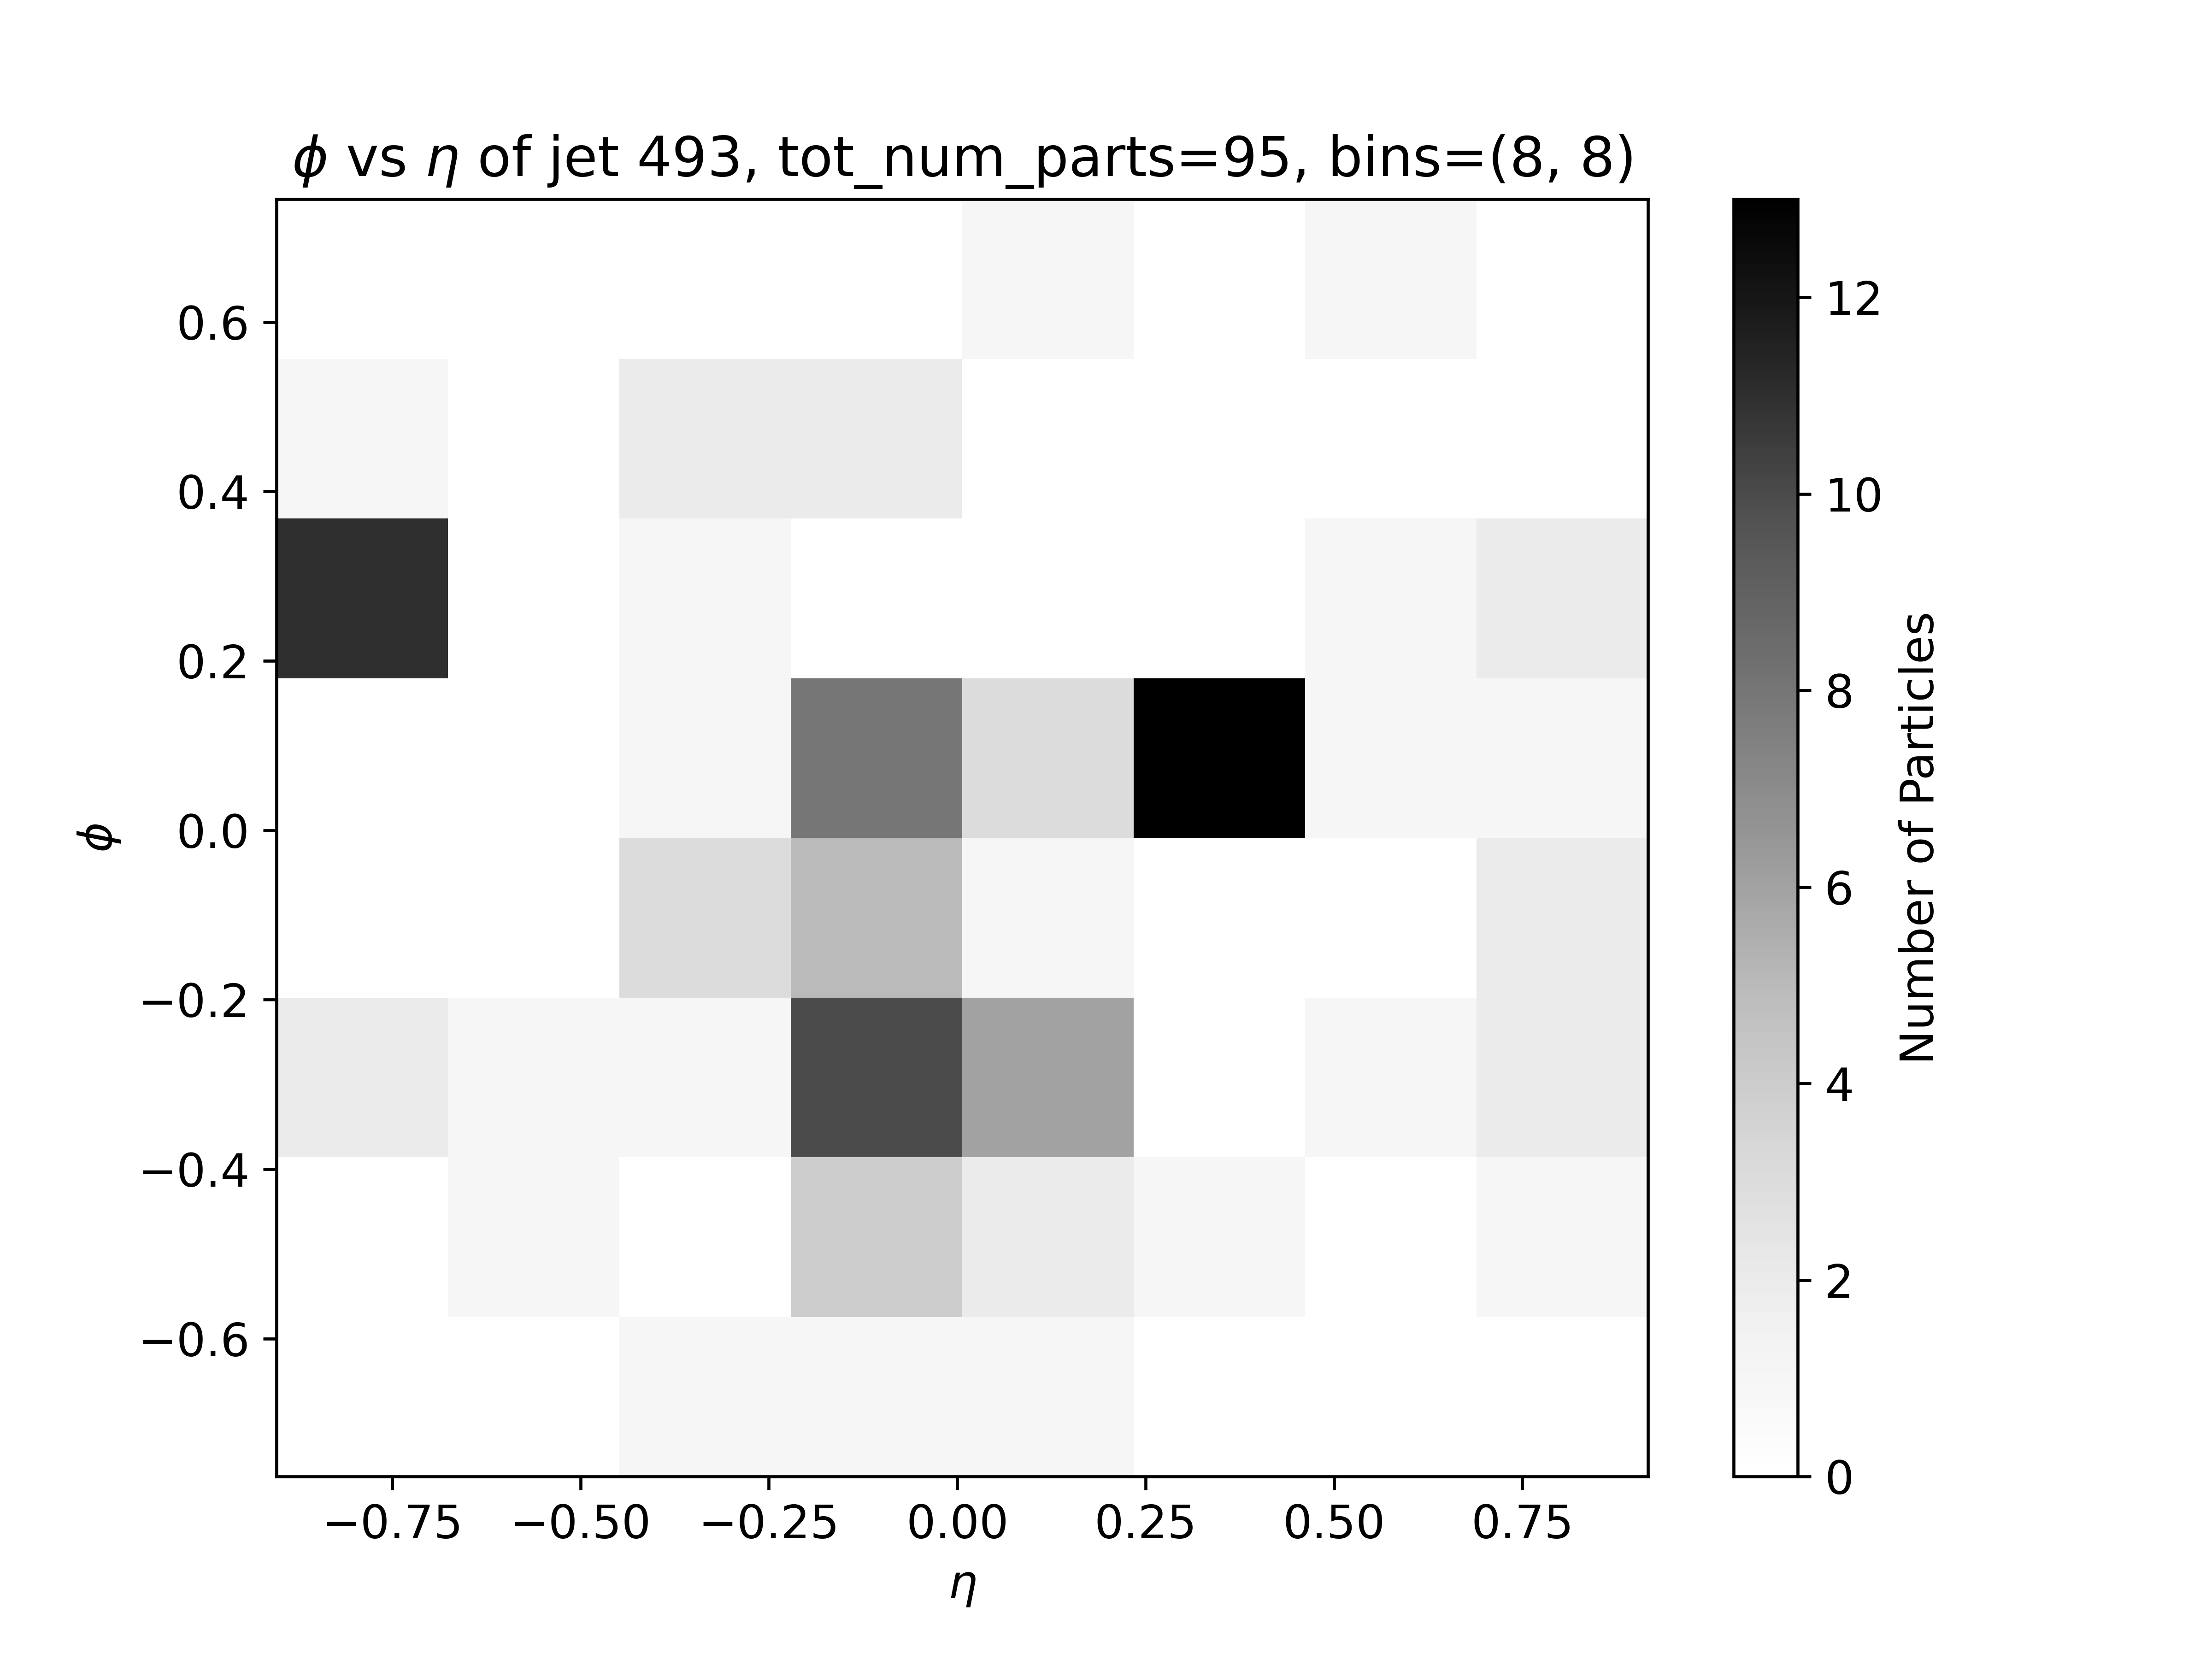 ϕ vs η of jet 493, tot_num_parts=95, bins=(8, 8)
0.6
0.4
0.2
0.0
−0.2
−0.4
−0.6
ϕ
−0.75 −0.50 −0.25 0.00 0.25 0.50 0.75
η
12
10
8
6
4
2
0
Number of Particles